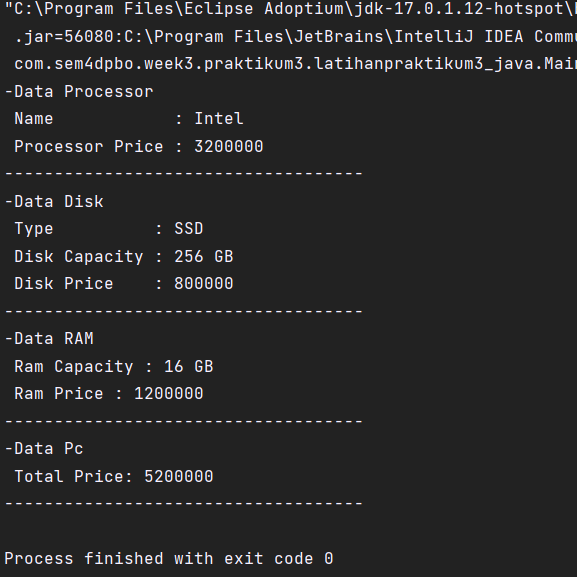 "C:\Program Files\Eclipse Adoptium\jdk-17.0.1.12-hotspot\
.jar=56080:C:\Program Files\JetBrains\IntelliJ IDEA Commu
com.sem4dpbo.week3.praktikum3.latihanpraktikum3_java.Main
-Data Processor
Name            : Intel
Processor Price : 3200000
------------------------------------
-Data Disk
Type          : SSD
Disk Capacity : 256 GB
Disk Price    : 800000
------------------------------------
-Data RAM
Ram Capacity : 16 GB
Ram Price : 1200000
------------------------------------
-Data Pc
Total Price: 5200000
------------------------------------
Process finished with exit code 0